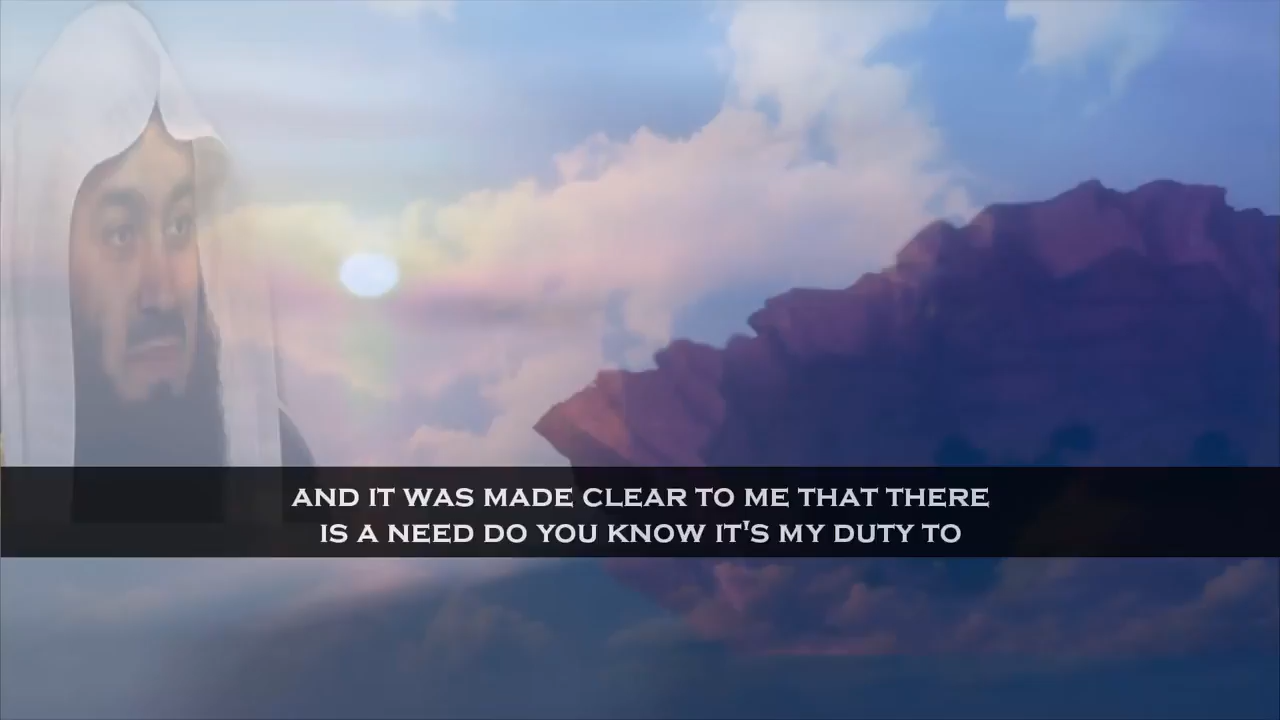 AND IT WAS MADE CLEAR TO ME THAT THERE
IS A NEED DO YOU KNOW IT'S MY DUTY TO